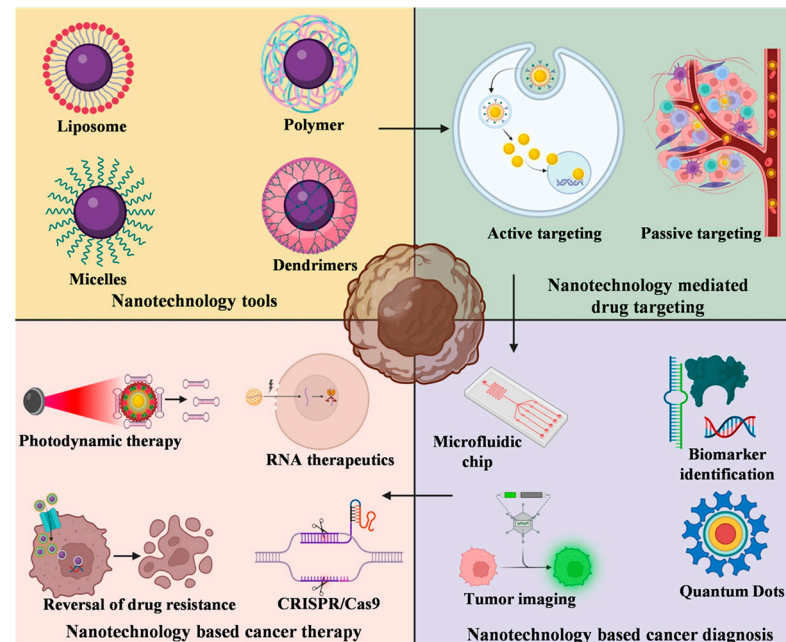 Liposome
Polymer
Micelles
Dendrimers
Nanotechnology tools
Active targeting
Passive targeting
Nanotechnology mediated
drug targeting
Photodynamic therapy
RNA therapeutics
Reversal of drug resistance
CRISPR/Cas9
Nanotechnology based cancer therapy
Microfluidic
chip
Biomarker
identification
Tumor imaging
Quantum Dots
Nanotechnology based cancer diagnosis